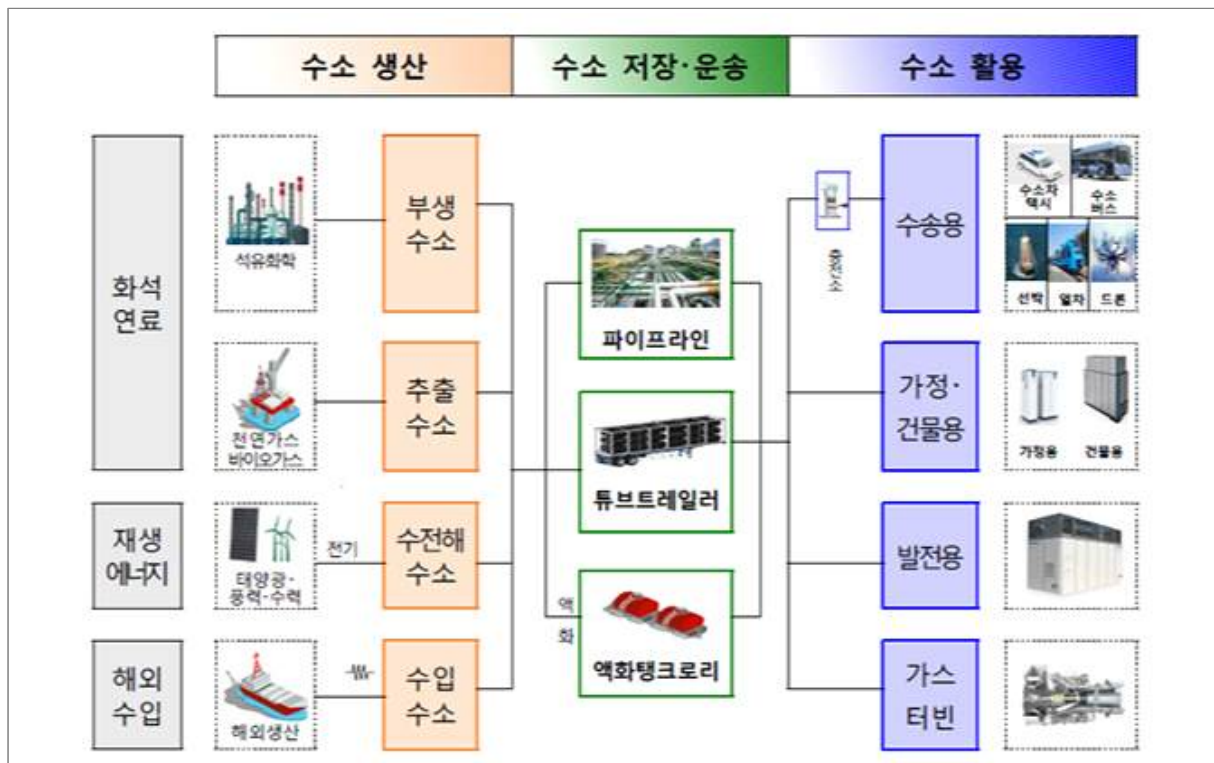 수소 생산
수소 저장·운송
수소 활용
화석
연료
석유화학
부생
수소
천연가스
바이오가스
추출
수소
재생
에너지
태양광·
풍력·수력
전기
수전해
수소
해외
수입
해외생산
수입
수소
파이프라인
튜브트레일러
액
화
액화탱크로리
충전소
수송용
수소차
택시
수소
버스
선박
열차
드론
가정·
건물용
가정용
건물용
발전용
가스
터빈